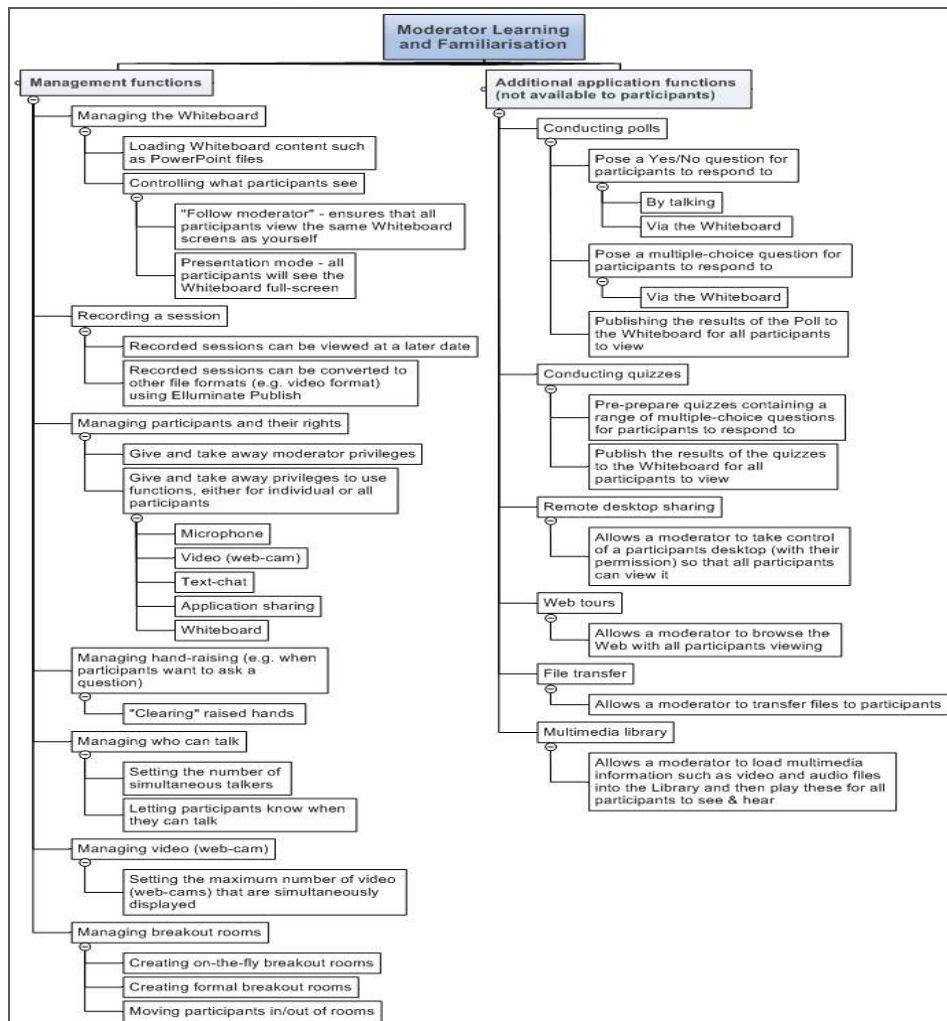 Moderator Learning
and Familiarisation
Management functions
Managing the Whiteboard
Loading Whiteboard content such
as PowerPoint files
Controlling what participants see
"Follow moderator" - ensures that all
participants view the same Whiteboard
screens as yourself
Presentation mode - all
participants will see the
Whiteboard full-screen
Recording a session
Recorded sessions can be viewed at a later date
Recorded sessions can be converted to
other file formats (e.g. video format)
using Elluminate Publish
Managing participants and their rights
Give and take away moderator privileges
Give and take away privileges to use
functions, either for individual or all
participants
Microphone
Video (web-cam)
Text-chat
Application sharing
Whiteboard
Managing hand-raising (e.g. when
participants want to ask a
question)
"Clearing" raised hands
Managing who can talk
Setting the number of
simultaneous talkers
Letting participants know when
they can talk
Managing video (web-cam)
Setting the maximum number of video
(web-cams) that are simultaneously
displayed
Managing breakout rooms
Creating on-the-fly breakout rooms
Creating formal breakout rooms
Moving participants in/out of rooms
Additional application functions
(not available to participants)
Conducting polls
Pose a Yes/No question for
participants to respond to
By talking
Via the Whiteboard
Pose a multiple-choice question for
participants to respond to
Via the Whiteboard
Publishing the results of the Poll to
the Whiteboard for all participants
to view
Conducting quizzes
Pre-prepare quizzes containing a
range of multiple-choice questions
for participants to respond to
Publish the results of the quizzes
to the Whiteboard for all
participants to view
Remote desktop sharing
Allows a moderator to take control
of a participants desktop (with their
permission) so that all participants
can view it
Web tours
Allows a moderator to browse the
Web with all participants viewing
File transfer
Allows a moderator to transfer files to participants
Multimedia library
Allows a moderator to load multimedia
information such as video and audio files
into the Library and then play these for all
participants to see & hear